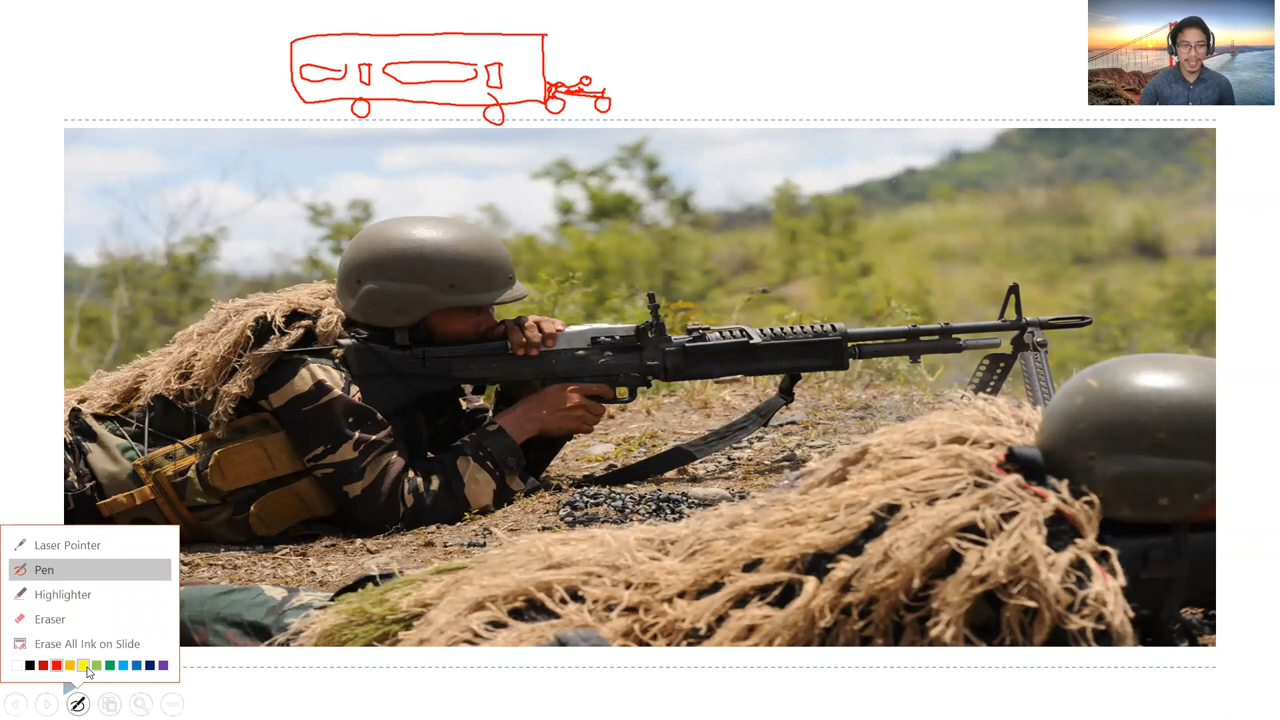 Laser Pointer
Pen
Highlighter
Eraser
Erase All Ink on Slide